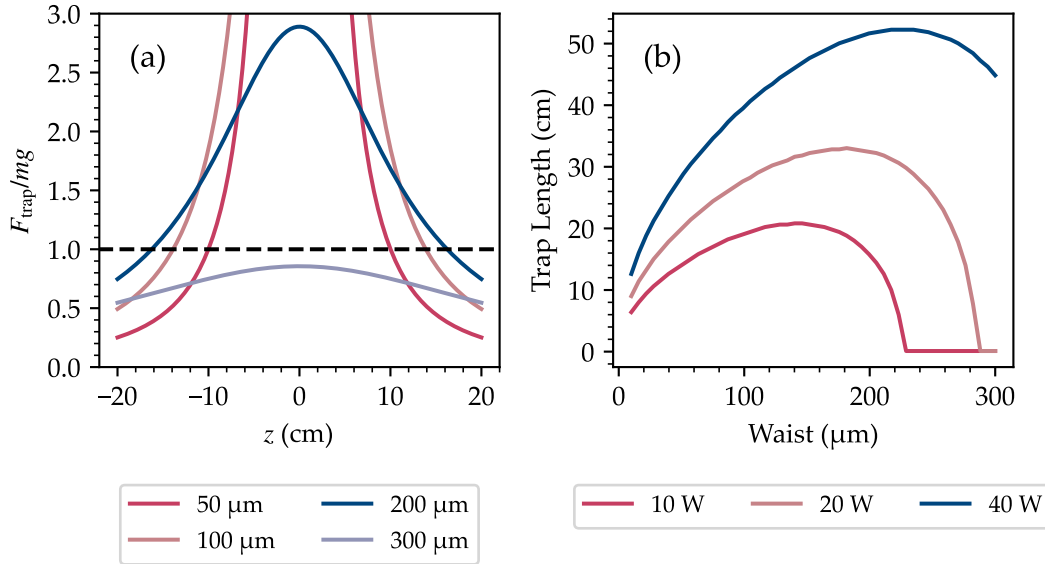 (a)
3.0
2.5
2.0
1.5
1.0
0.5
0.0
F_trap/mg
−20
−10
0
10
20
z (cm)
50 µm
100 µm
200 µm
300 µm
(b)
50
40
30
20
10
0
Trap Length (cm)
0
100
200
300
Waist (µm)
10 W
20 W
40 W